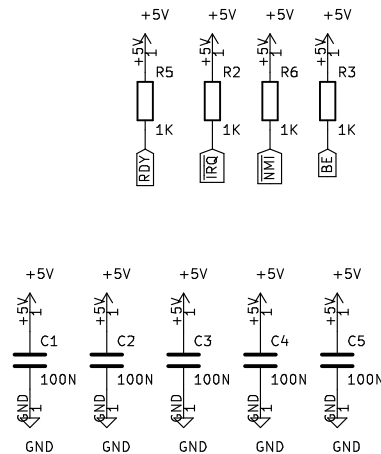 +5V +5V +5V +5V
+5V 1 +5V 1 +5V 1 +5V 1
R5 R2 R6 R3
1K 1K 1K 1K
RDY IRQ NMI BE
+5V +5V +5V +5V +5V
+5V 1 +5V 1 +5V 1 +5V 1 +5V 1
C1 C2 C3 C4 C5
100N 100N 100N 100N 100N
GND 1 GND 1 GND 1 GND 1 GND 1
GND GND GND GND GND